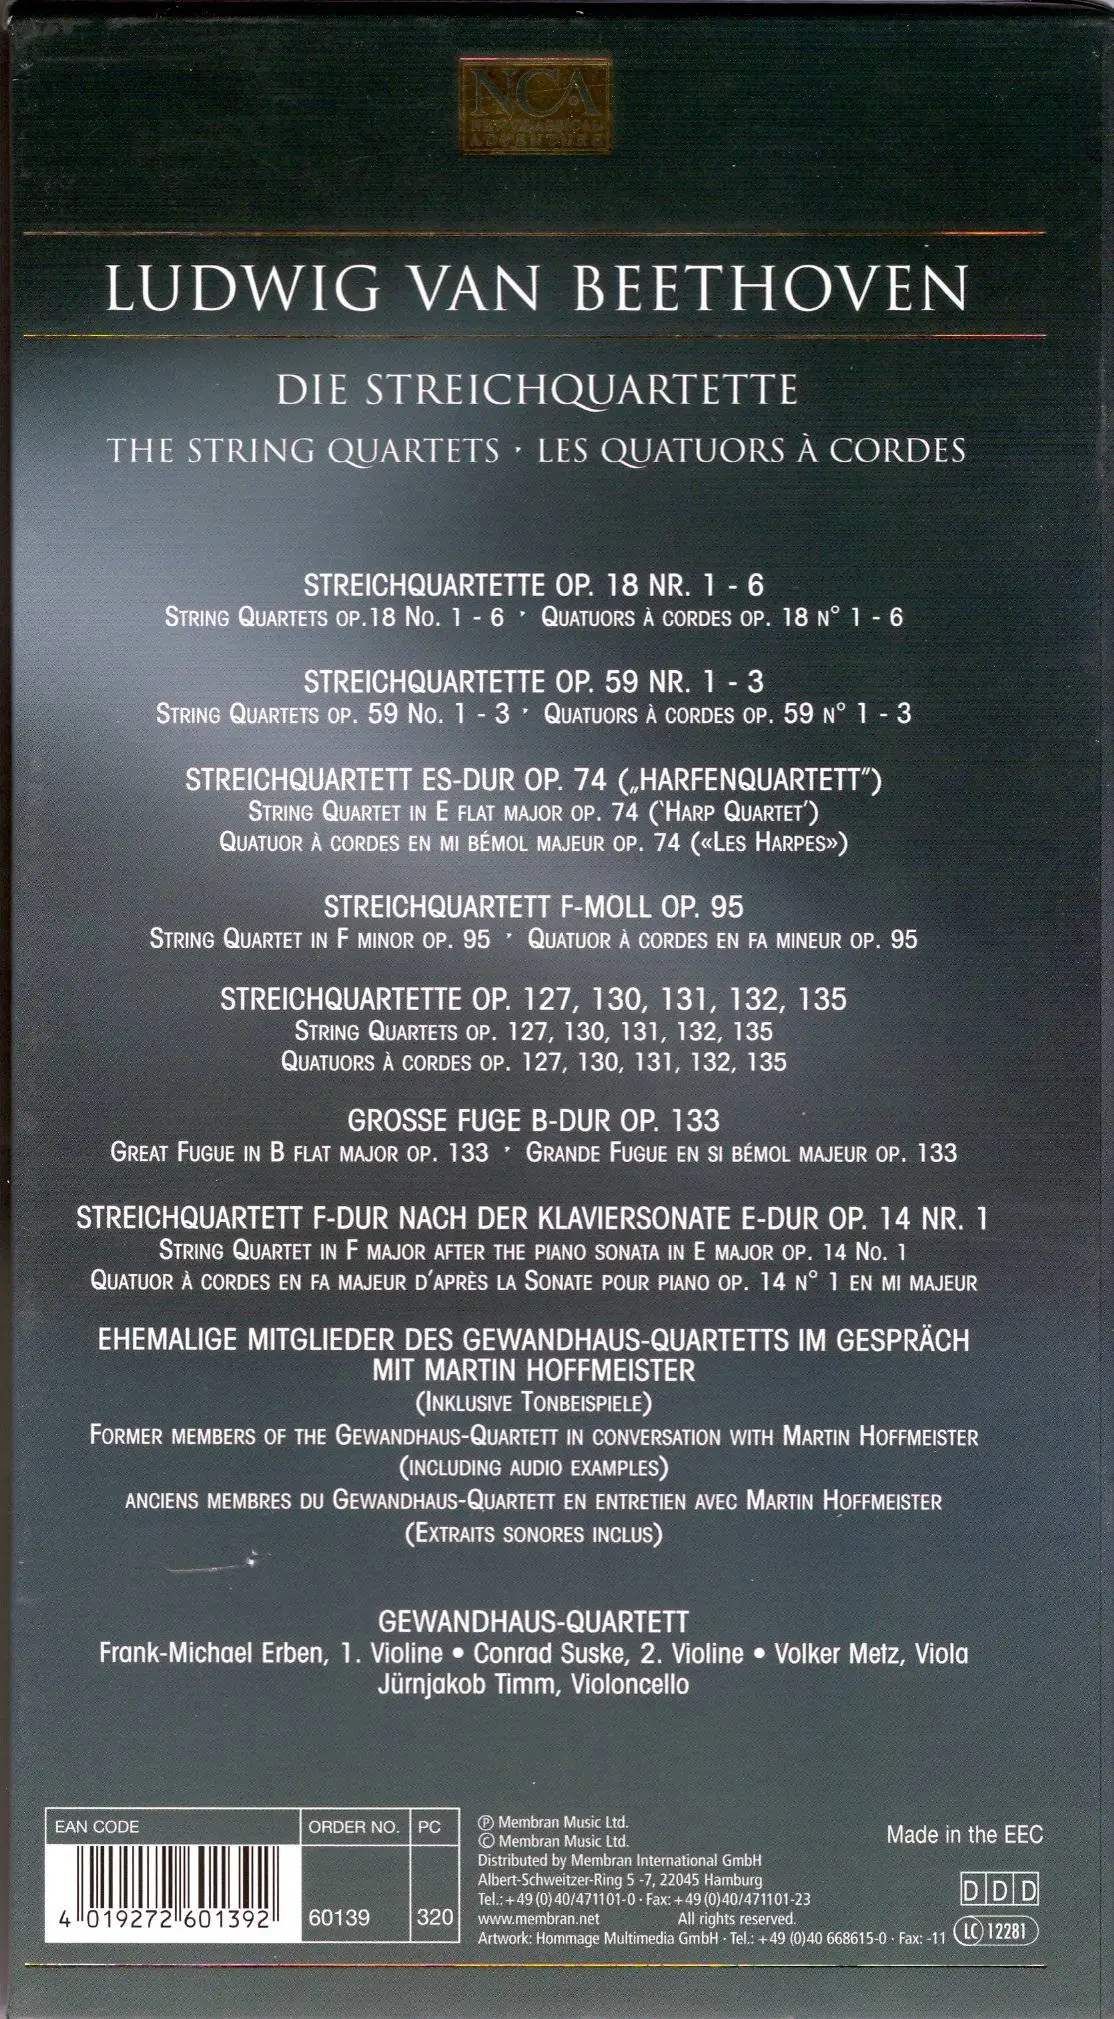 NCA
NEW CLASSICAL
ADVENTURE
LUDWIG VAN BEETHOVEN
DIE STREICHQUARTETTE
THE STRING QUARTETS · LES QUATUORS À CORDES
STREICHQUARTETTE OP. 18 NR. 1 - 6
STRING QUARTETS OP.18 NO. 1 - 6 · QUATUORS À CORDES OP. 18 N° 1 - 6
STREICHQUARTETTE OP. 59 NR. 1 - 3
STRING QUARTETS OP. 59 NO. 1 - 3 · QUATUORS À CORDES OP. 59 N° 1 - 3
STREICHQUARTETT ES-DUR OP. 74 („HARFENQUARTETT")
STRING QUARTET IN E FLAT MAJOR OP. 74 ('HARP QUARTET')
QUATUOR À CORDES EN MI BÉMOL MAJEUR OP. 74 («LES HARPES»)
STREICHQUARTETT F-MOLL OP. 95
STRING QUARTET IN F MINOR OP. 95 · QUATUOR À CORDES EN FA MINEUR OP. 95
STREICHQUARTETTE OP. 127, 130, 131, 132, 135
STRING QUARTETS OP. 127, 130, 131, 132, 135
QUATUORS À CORDES OP. 127, 130, 131, 132, 135
GROSSE FUGE B-DUR OP. 133
GREAT FUGUE IN B FLAT MAJOR OP. 133 · GRANDE FUGUE EN SI BÉMOL MAJEUR OP. 133
STREICHQUARTETT F-DUR NACH DER KLAVIERSONATE E-DUR OP. 14 NR. 1
STRING QUARTET IN F MAJOR AFTER THE PIANO SONATA IN E MAJOR OP. 14 NO. 1
QUATUOR À CORDES EN FA MAJEUR D'APRÈS LA SONATE POUR PIANO OP. 14 N° 1 EN MI MAJEUR
EHEMALIGE MITGLIEDER DES GEWANDHAUS-QUARTETTS IM GESPRÄCH
MIT MARTIN HOFFMEISTER
(INKLUSIVE TONBEISPIELE)
FORMER MEMBERS OF THE GEWANDHAUS-QUARTETT IN CONVERSATION WITH MARTIN HOFFMEISTER
(INCLUDING AUDIO EXAMPLES)
ANCIENS MEMBRES DU GEWANDHAUS-QUARTETT EN ENTRETIEN AVEC MARTIN HOFFMEISTER
(EXTRAITS SONORES INCLUS)
GEWANDHAUS-QUARTETT
Frank-Michael Erben, 1. Violine • Conrad Suske, 2. Violine • Volker Metz, Viola
Jürnjakob Timm, Violoncello
EAN CODE
4 019272 601392
ORDER NO.
60139
PC
320
Ⓟ Membran Music Ltd.
© Membran Music Ltd.
Distributed by Membran International GmbH
Albert-Schweitzer-Ring 5 -7, 22045 Hamburg
Tel.:+49(0)40/471101-0 · Fax:+49(0)40/471101-23
www.membran.net All rights reserved.
Artwork: Hommage Multimedia GmbH · Tel.: +49 (0)40 668615-0 · Fax: -11
Made in the EEC
DDD
LC 12281